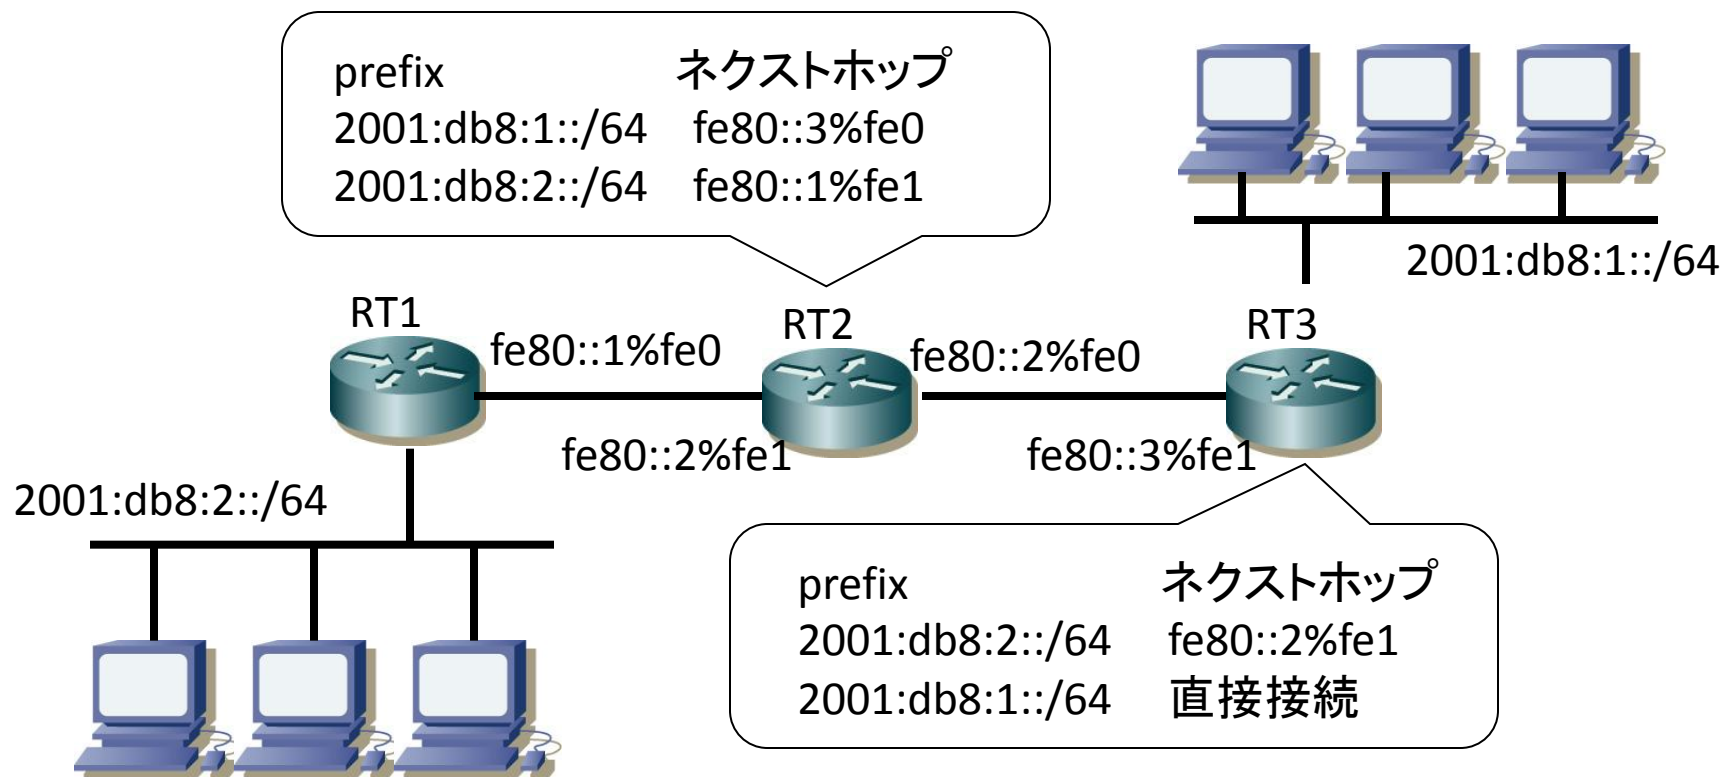 prefix ネクストホップ
2001:db8:1::/64 fe80::3%fe0
2001:db8:2::/64 fe80::1%fe1
2001:db8:1::/64
RT1
RT2
RT3
fe80::1%fe0
fe80::2%fe0
fe80::2%fe1
fe80::3%fe1
2001:db8:2::/64
prefix ネクストホップ
2001:db8:2::/64 fe80::2%fe1
2001:db8:1::/64 直接接続